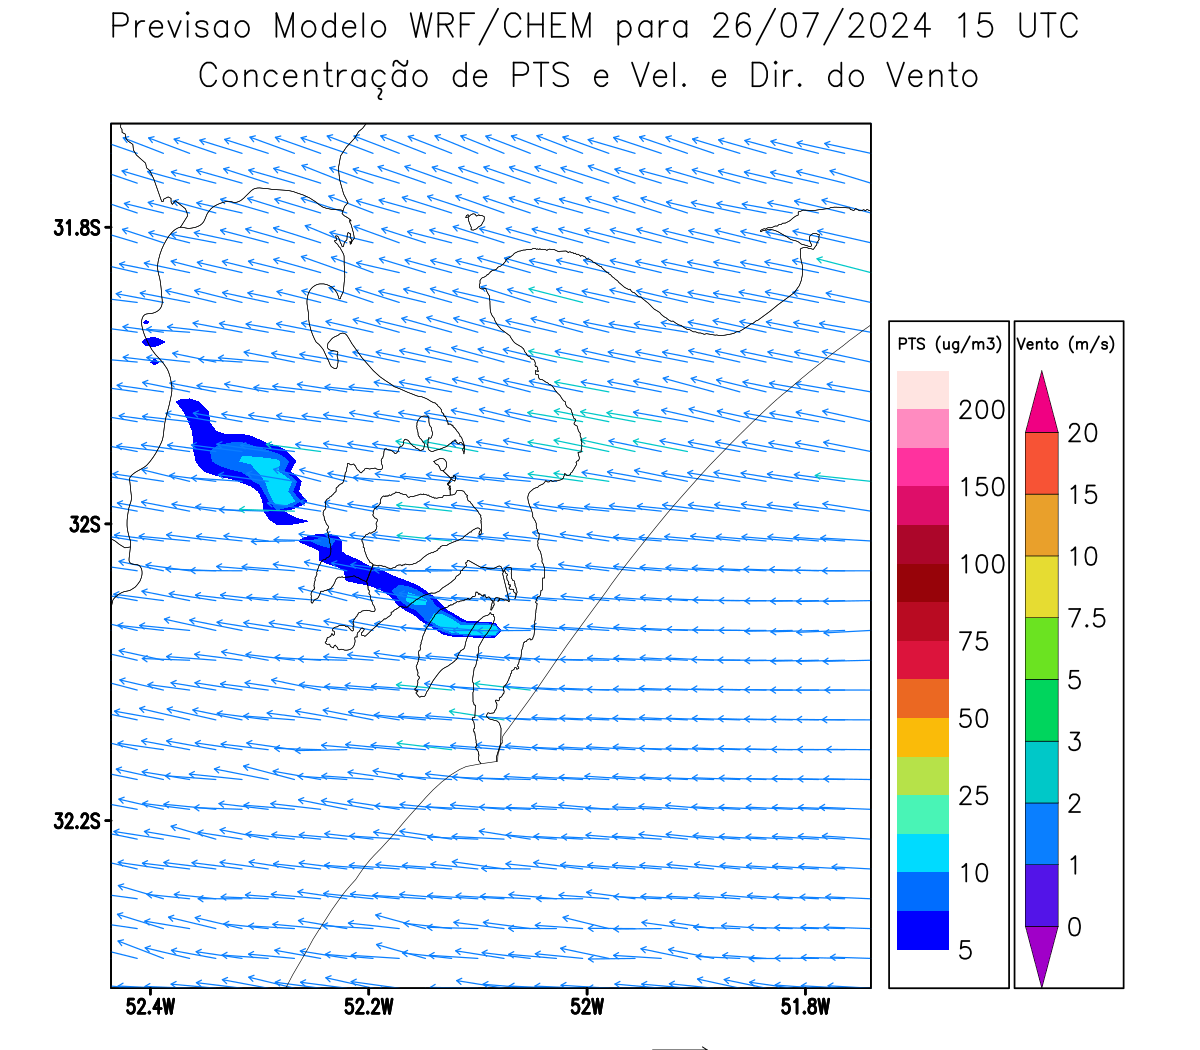 Previsao Modelo WRF/CHEM para 26/07/2024 15 UTC
Concentração de PTS e Vel. e Dir. do Vento
31.8S
32S
32.2S
52.4W 52.2W 52W 51.8W
PTS (ug/m3)
200
150
100
75
50
25
10
5
Vento (m/s)
20
15
10
7.5
5
3
2
1
0